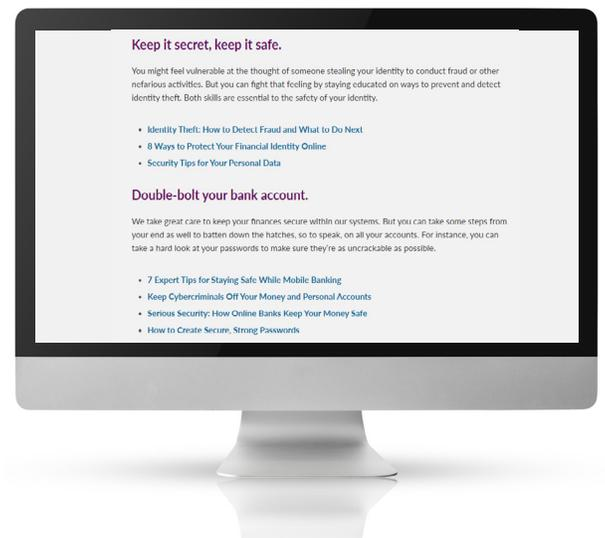 Keep it secret, keep it safe.
You might feel vulnerable at the thought of someone stealing your identity to conduct fraud or other
nefarious activities. But you can fight that feeling by staying educated on ways to prevent and detect
identity theft. Both skills are essential to the safety of your identity.
• Identity Theft: How to Detect Fraud and What to Do Next
• 8 Ways to Protect Your Financial Identity Online
• Security Tips for Your Personal Data
Double-bolt your bank account.
We take great care to keep your finances secure within our systems. But you can take some steps from
your end as well to batten down the hatches, so to speak, on all your accounts. For instance, you can
take a hard look at your passwords to make sure they're as uncrackable as possible.
• 7 Expert Tips for Staying Safe While Mobile Banking
• Keep Cybercriminals Off Your Money and Personal Accounts
• Serious Security: How Online Banks Keep Your Money Safe
• How to Create Secure, Strong Passwords